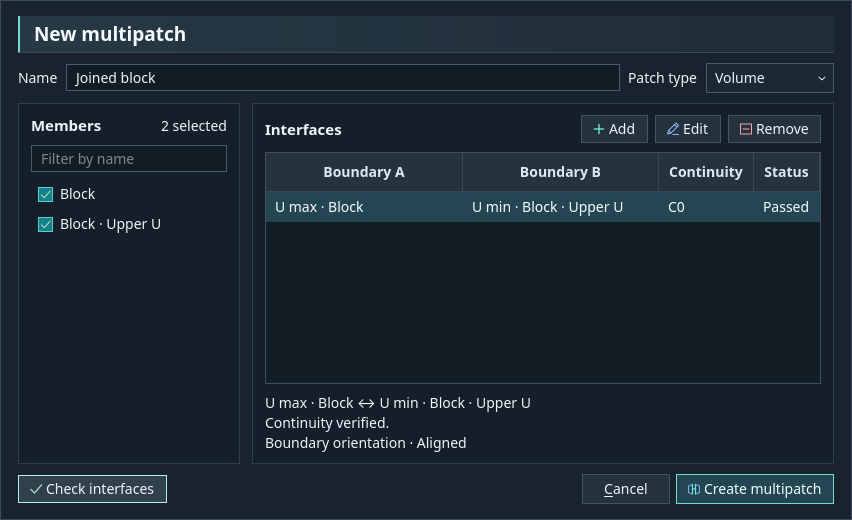 New multipatch
Name Joined block Patch type Volume
Members 2 selected
Filter by name
Block
Block · Upper U
Interfaces Add Edit Remove
Boundary A Boundary B Continuity Status
U max · Block U min · Block · Upper U C0 Passed
U max · Block ↔ U min · Block · Upper U
Continuity verified.
Boundary orientation · Aligned
Check interfaces Cancel Create multipatch